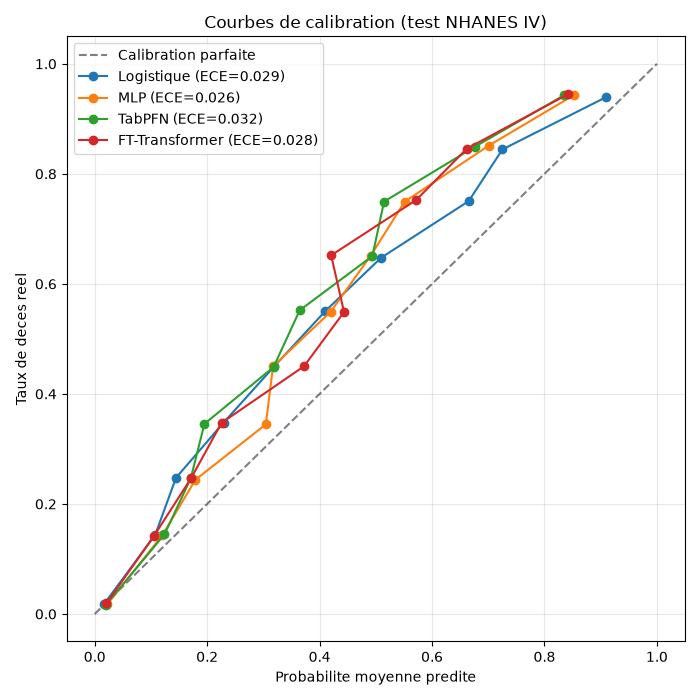 Courbes de calibration (test NHANES IV)
Calibration parfaite
Logistique (ECE=0.029)
MLP (ECE=0.026)
TabPFN (ECE=0.032)
FT-Transformer (ECE=0.028)
Taux de deces reel
1.0
0.8
0.6
0.4
0.2
0.0
0.0 0.2 0.4 0.6 0.8 1.0
Probabilite moyenne predite